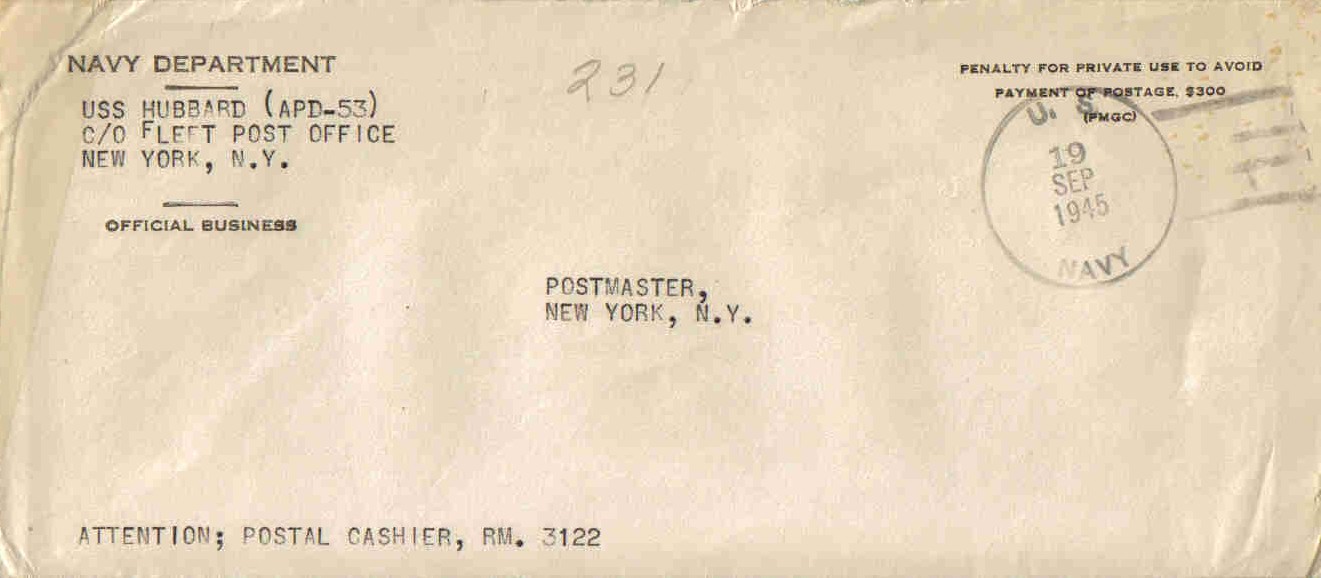 NAVY DEPARTMENT
USS HUBBARD (APD-53)
C/O FLEET POST OFFICE
NEW YORK, N.Y.
OFFICIAL BUSINESS
231
PENALTY FOR PRIVATE USE TO AVOID
PAYMENT OF POSTAGE, $300
(PMGC)
U. S.
19
SEP
1945
NAVY
POSTMASTER,
NEW YORK, N.Y.
ATTENTION; POSTAL CASHIER, RM. 3122